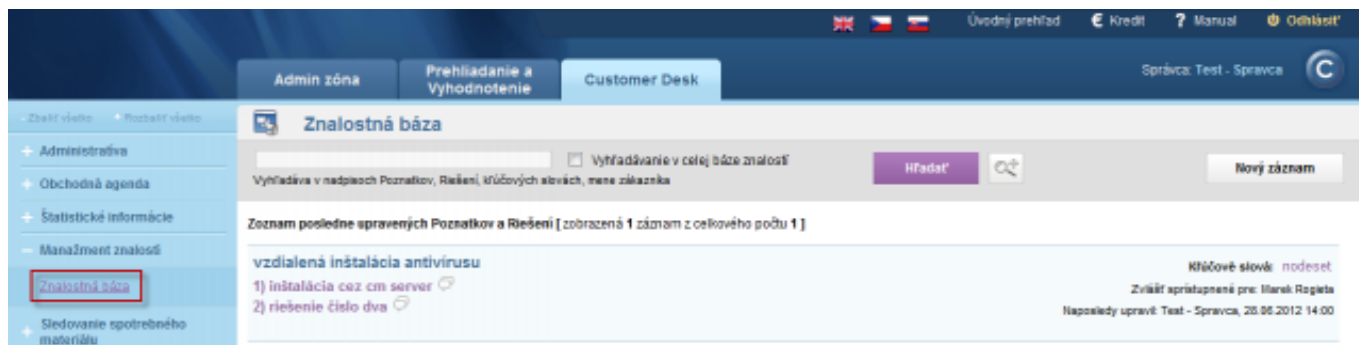 Úvodný prehľad € Kredit ? Manual Odhlásiť
Admin zóna
Prehliadanie a
Vyhodnotenie
Customer Desk
Správca: Test - Spravca
Zbaliť všetko Rozbaliť všetko
Znalostná báza
Administratíva
Obchodná agenda
Štatistické informácie
Manažment znalostí
Znalostná báza
Sledovanie spotrebného
materiálu
Vyhľadávanie v celej báze znalostí
Hľadať
Nový záznam
Vyhľadáva v nadpisoch Poznatkov, Riešení, kľúčových slovách, mene zákazníka
Zoznam posledne upravených Poznatkov a Riešení [ zobrazená 1 záznam z celkového počtu 1 ]
vzdialená inštalácia antivírusu
1) inštalácia cez cm server
2) riešenie číslo dva
Kľúčové slová: nodeset
Zvlášť sprístupnené pre: Marek Rogieta
Naposledy upravil: Test - Spravca, 28.06.2012 14:00